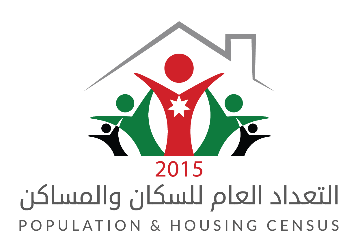 2015
التعداد العام للسكان والمساكن
POPULATION & HOUSING CENSUS